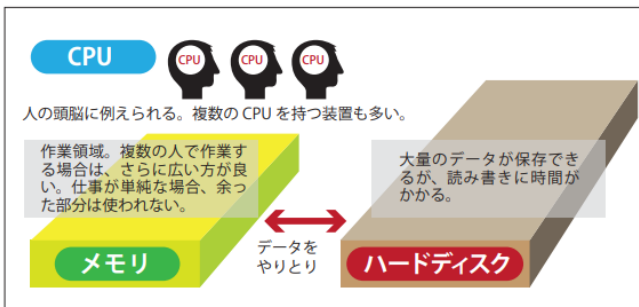 CPU
CPU
CPU
CPU
人の頭脳に例えられる。複数の CPU を持つ装置も多い。
作業領域。複数の人で作業す
る場合は、さらに広い方が良
い。仕事が単純な場合、余っ
た部分は使われない。
大量のデータが保存でき
るが、読み書きに時間が
かかる。
メモリ
データを
やりとり
ハードディスク